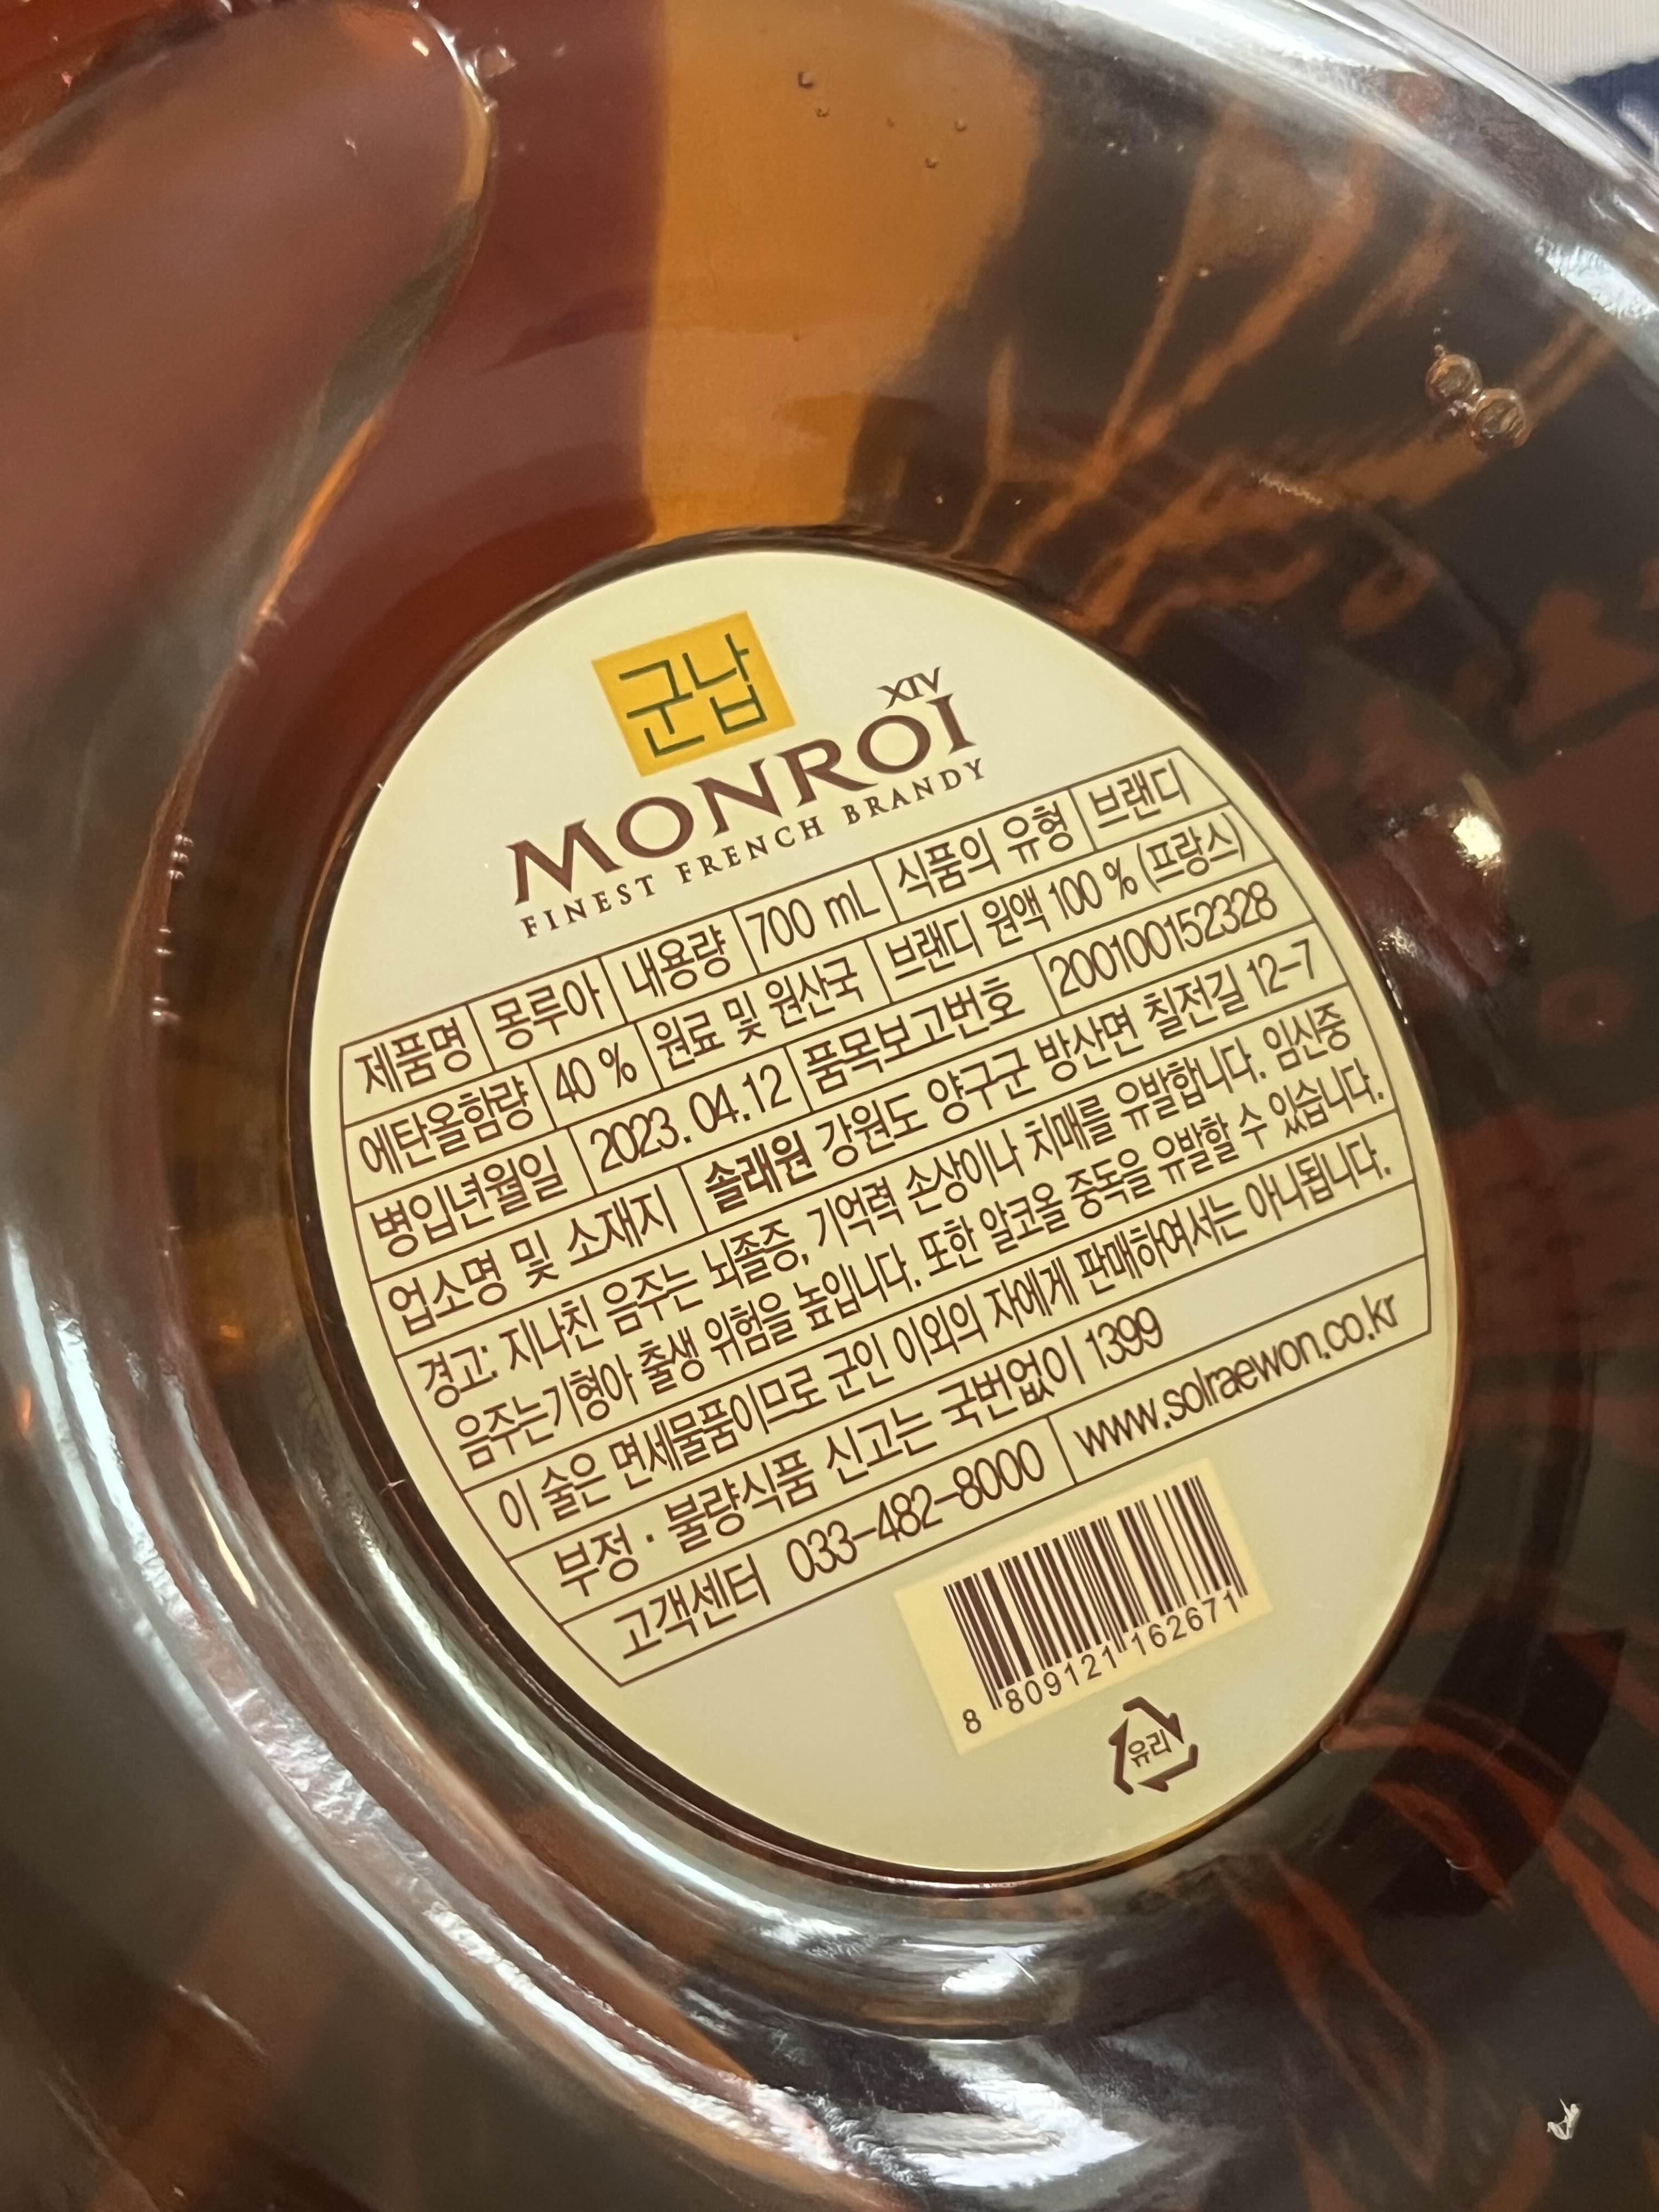 군납
XIV
MONROI
FINEST FRENCH BRANDY
제품명 몽루아 내용량 700 mL 식품의 유형 브랜디
에탄올함량 40 % 원료 및 원산국 브랜디 원액 100 % (프랑스)
병입년월일 2023. 04. 12 품목보고번호 200100152328
업소명 및 소재지 솔래원 강원도 양구군 방산면 칠전길 12-7
경고: 지나친 음주는 뇌졸증, 기억력 손상이나 치매를 유발합니다. 임신중
음주는기형아 출생 위험을 높입니다. 또한 알코올 중독을 유발할 수 있습니다.
이 술은 면세물품이므로 군인 이외의 자에게 판매하여서는 아니됩니다.
부정 · 불량식품 신고는 국번없이 1399
고객센터 033-482-8000 www.solraewon.co.kr
8 809121 162671
유리